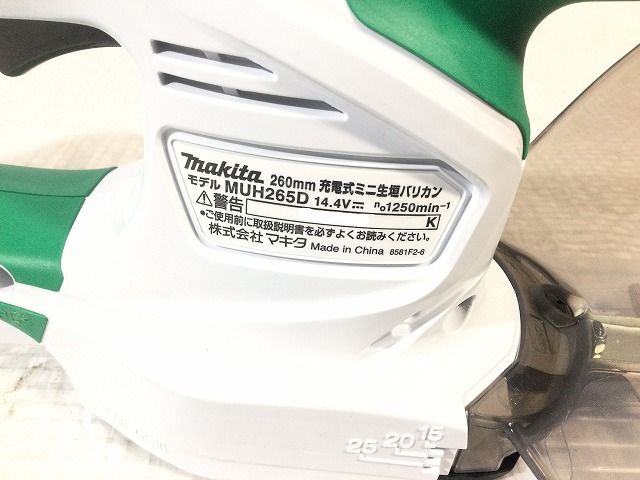 makita 260mm 充電式ミニ生垣バリカン
モデル MUH265D 14.4V⎓ n₀1250min⁻¹
⚠警告 K
●ご使用前に取扱説明書を必ずよくお読みください。
株式会社 マキタ Made in China 8581F2-6
25 20 15